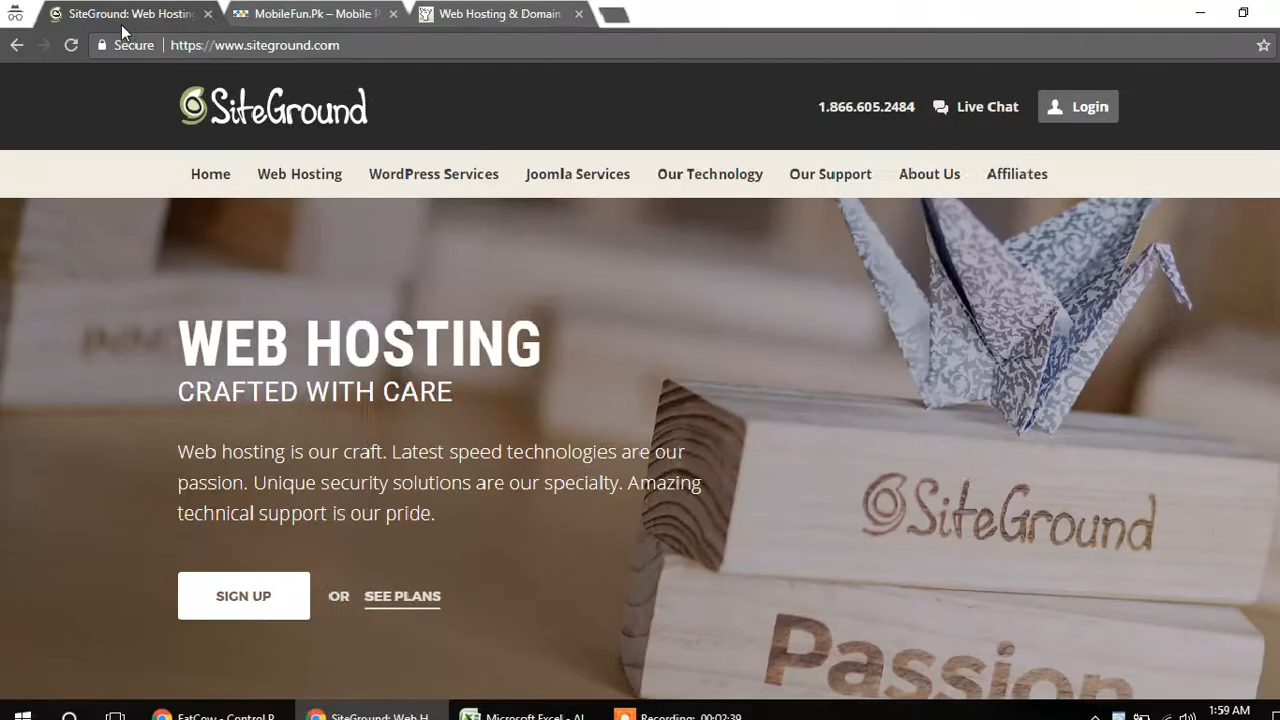 SiteGround: Web Hosting
MobileFun.Pk – Mobile P
Web Hosting & Domain
Secure
https://www.siteground.com
SiteGround
1.866.605.2484
Live Chat
Login
Home
Web Hosting
WordPress Services
Joomla Services
Our Technology
Our Support
About Us
Affiliates
WEB HOSTING
CRAFTED WITH CARE
Web hosting is our craft. Latest speed technologies are our
passion. Unique security solutions are our specialty. Amazing
technical support is our pride.
SIGN UP
OR
SEE PLANS
SiteGround
Passion
FatCow - Control P
SiteGround: Web H
Microsoft Excel - AL
Recording: 00:02:39
1:59 AM